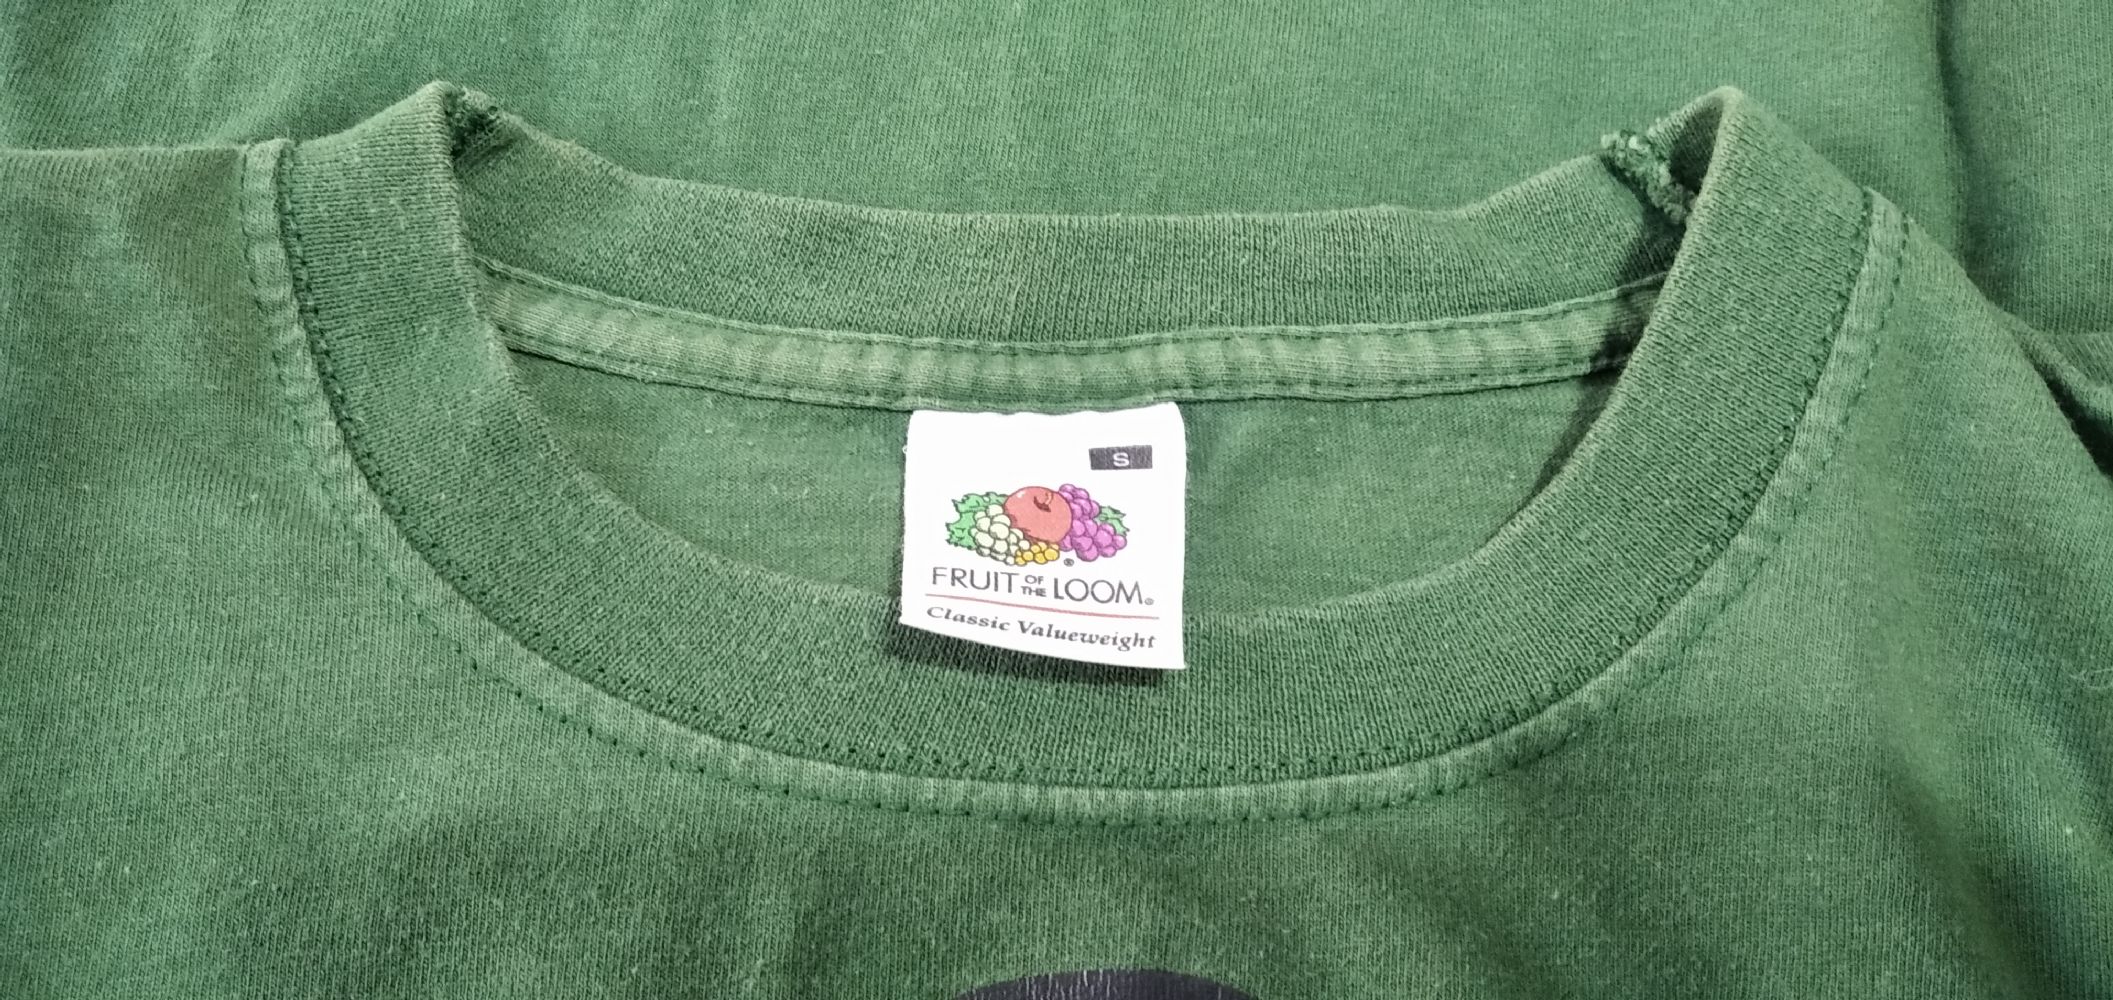 S
FRUIT OF THE LOOM®
Classic Valueweight